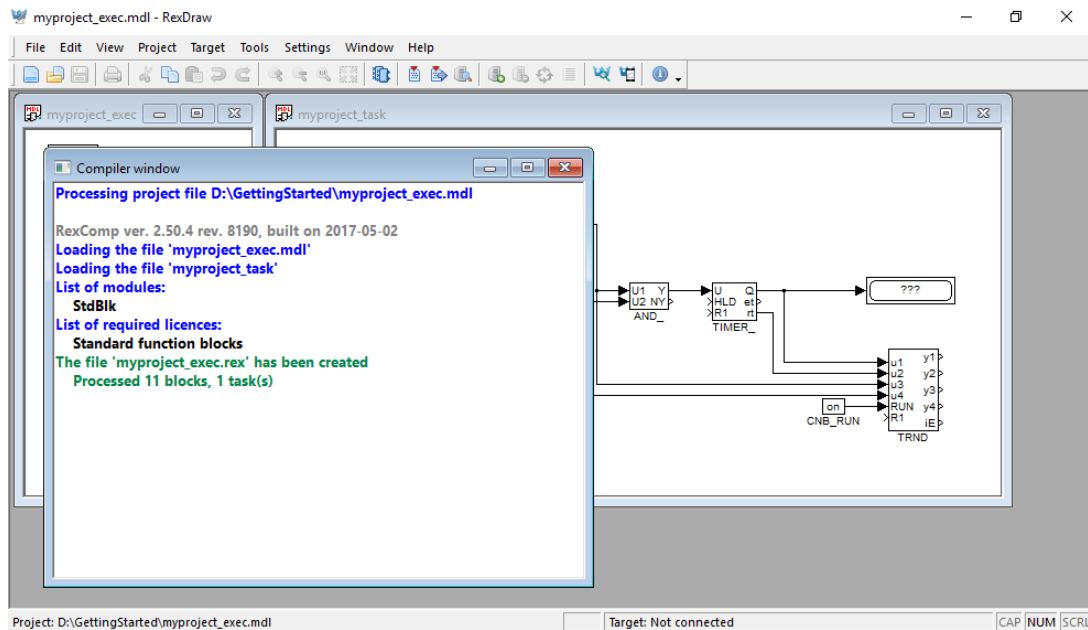 myproject_exec.mdl - RexDraw
File Edit View Project Target Tools Settings Window Help
myproject_exec
myproject_task
Compiler window
Processing project file D:\GettingStarted\myproject_exec.mdl
RexComp ver. 2.50.4 rev. 8190, built on 2017-05-02
Loading the file 'myproject_exec.mdl'
Loading the file 'myproject_task'
List of modules:
StdBlk
List of required licences:
Standard function blocks
The file 'myproject_exec.rex' has been created
Processed 11 blocks, 1 task(s)
U1 Y
U2 NY
AND_
U Q
HLD et
R1 rt
TIMER_
???
u1 y1
u2 y2
u3 y3
u4
RUN y4
R1 iE
TRND
on
CNB_RUN
Project: D:\GettingStarted\myproject_exec.mdl
Target: Not connected
CAP NUM SCRL